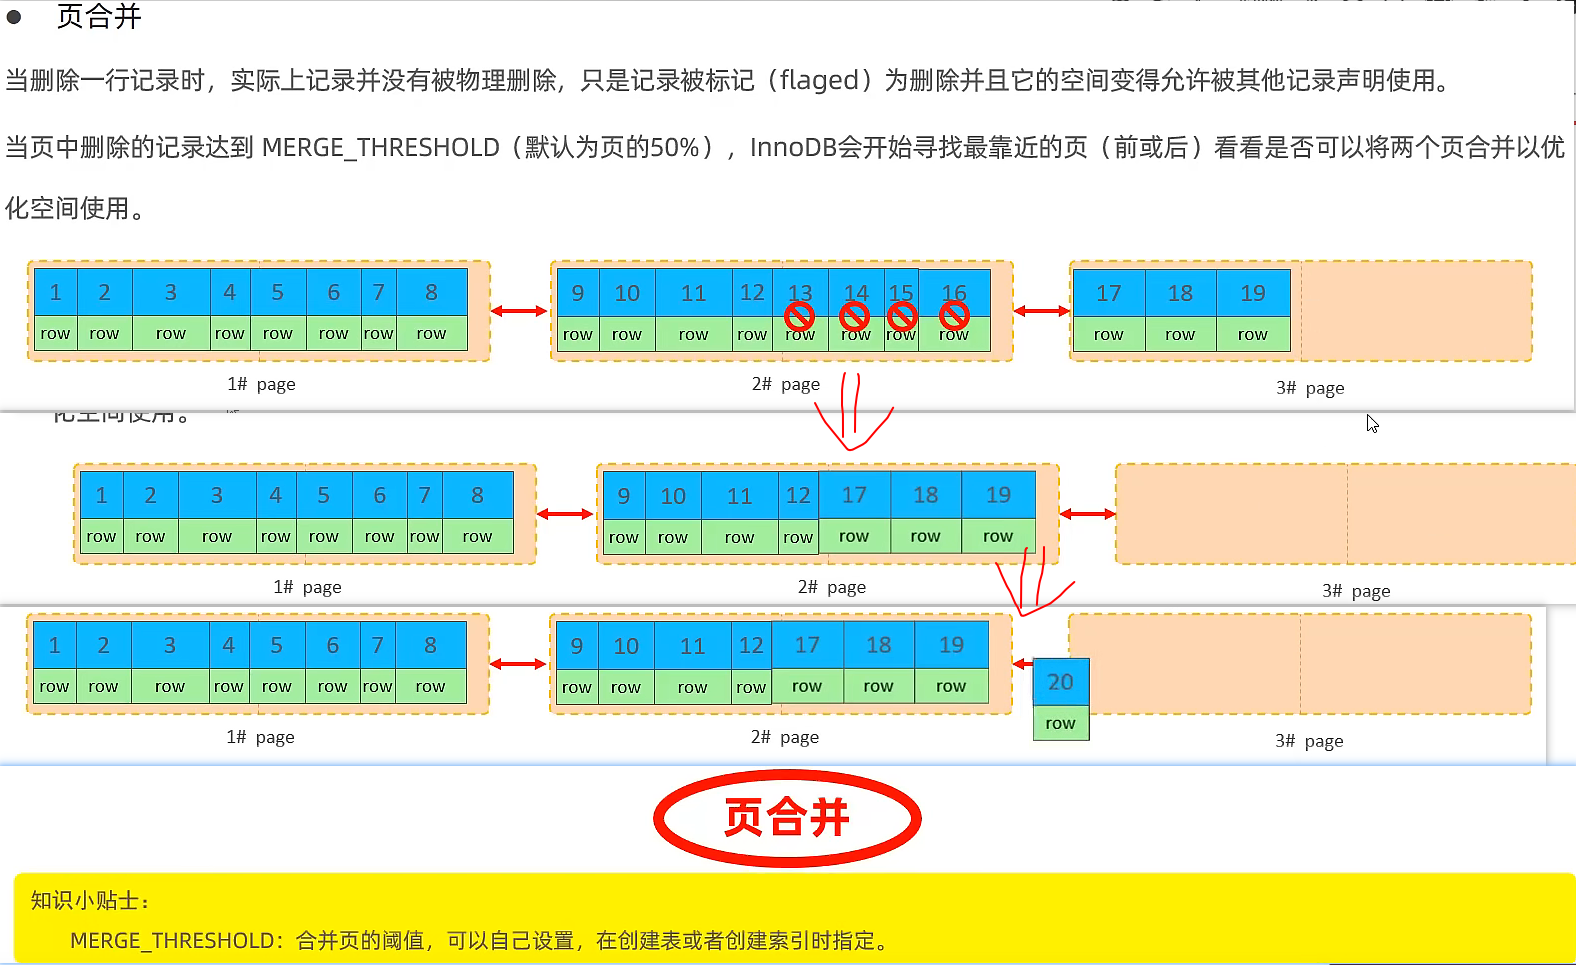 ● 页合并
当删除一行记录时，实际上记录并没有被物理删除，只是记录被标记（flaged）为删除并且它的空间变得允许被其他记录声明使用。
当页中删除的记录达到 MERGE_THRESHOLD（默认为页的50%），InnoDB会开始寻找最靠近的页（前或后）看看是否可以将两个页合并以优
化空间使用。
1 2 3 4 5 6 7 8 9 10 11 12 13 14 15 16 17 18 19
row row row row row row row row row row row row row row row row row row row
1# page 2# page 3# page
化空间使用。
1 2 3 4 5 6 7 8 9 10 11 12 17 18 19
row row row row row row row row row row row row row row row
1# page 2# page 3# page
1 2 3 4 5 6 7 8 9 10 11 12 17 18 19 20
row row row row row row row row row row row row row row row row
1# page 2# page 3# page
页合并
知识小贴士：
MERGE_THRESHOLD：合并页的阈值，可以自己设置，在创建表或者创建索引时指定。